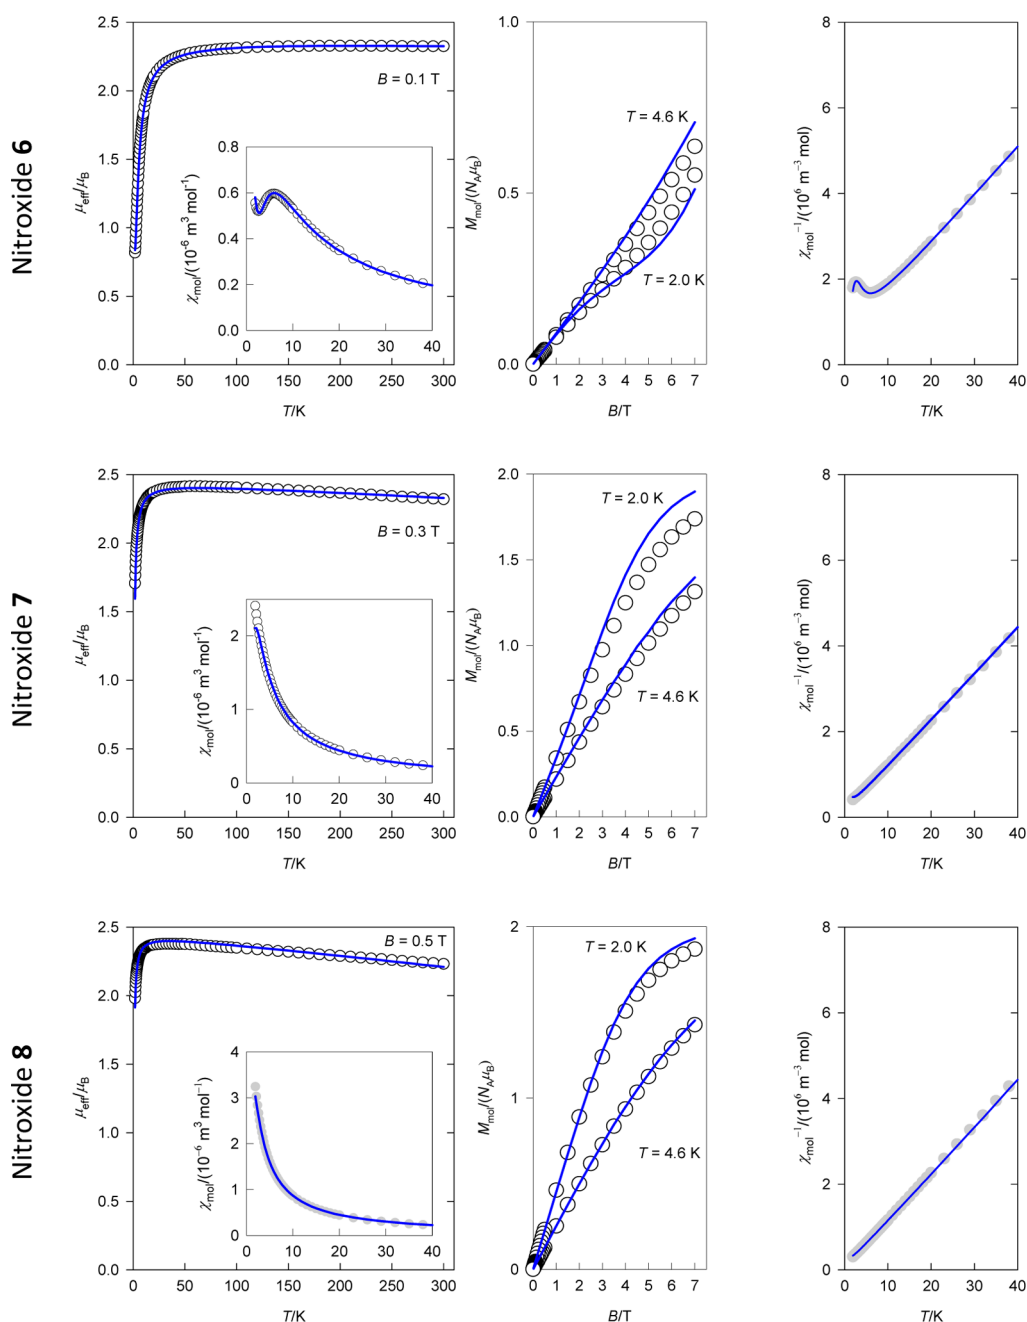 Nitroxide 6
2.5
2.0
1.5
1.0
0.5
0.0
μeff/μB
B = 0.1 T
0.8
0.6
0.4
0.2
0.0
χmol/(10⁻⁶ m³ mol⁻¹)
0 10 20 30 40
0 50 100 150 200 250 300
T/K
1.0
0.5
0.0
Mmol/(NAμB)
T = 4.6 K
T = 2.0 K
0 1 2 3 4 5 6 7
B/T
8
6
4
2
0
χmol⁻¹/(10⁶ m⁻³ mol)
0 10 20 30 40
T/K
Nitroxide 7
2.5
2.0
1.5
1.0
0.5
0.0
μeff/μB
B = 0.3 T
2
1
0
χmol/(10⁻⁶ m³ mol⁻¹)
0 10 20 30 40
0 50 100 150 200 250 300
T/K
2.0
1.5
1.0
0.5
0.0
Mmol/(NAμB)
T = 2.0 K
T = 4.6 K
0 1 2 3 4 5 6 7
B/T
8
6
4
2
0
χmol⁻¹/(10⁶ m⁻³ mol)
0 10 20 30 40
T/K
Nitroxide 8
2.5
2.0
1.5
1.0
0.5
0.0
μeff/μB
B = 0.5 T
4
3
2
1
0
χmol/(10⁻⁶ m³ mol⁻¹)
0 10 20 30 40
0 50 100 150 200 250 300
T/K
2
1
0
Mmol/(NAμB)
T = 2.0 K
T = 4.6 K
0 1 2 3 4 5 6 7
B/T
8
6
4
2
0
χmol⁻¹/(10⁶ m⁻³ mol)
0 10 20 30 40
T/K